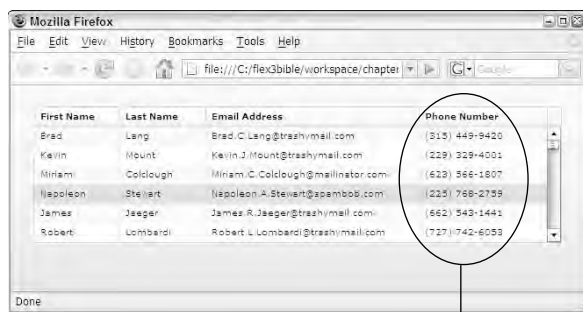 Mozilla Firefox
File Edit View History Bookmarks Tools Help
file:///C:/flex3bible/workspace/chapter
Google
First Name Last Name Email Address Phone Number
Brad Lang Brad.C.Lang@trashymail.com (315) 449-9420
Kevin Mount Kevin.J.Mount@trashymail.com (229) 329-4001
Miriam Colclough Miriam.C.Colclough@mailinator.com (623) 566-1807
Napoleon Stewart Napoleon.A.Stewart@spambob.com (225) 768-2759
James Jaeger James.R.Jaeger@trashymail.com (662) 543-1441
Robert Lombardi Robert.L.Lombardi@trashymail.com (727) 742-6053
Done